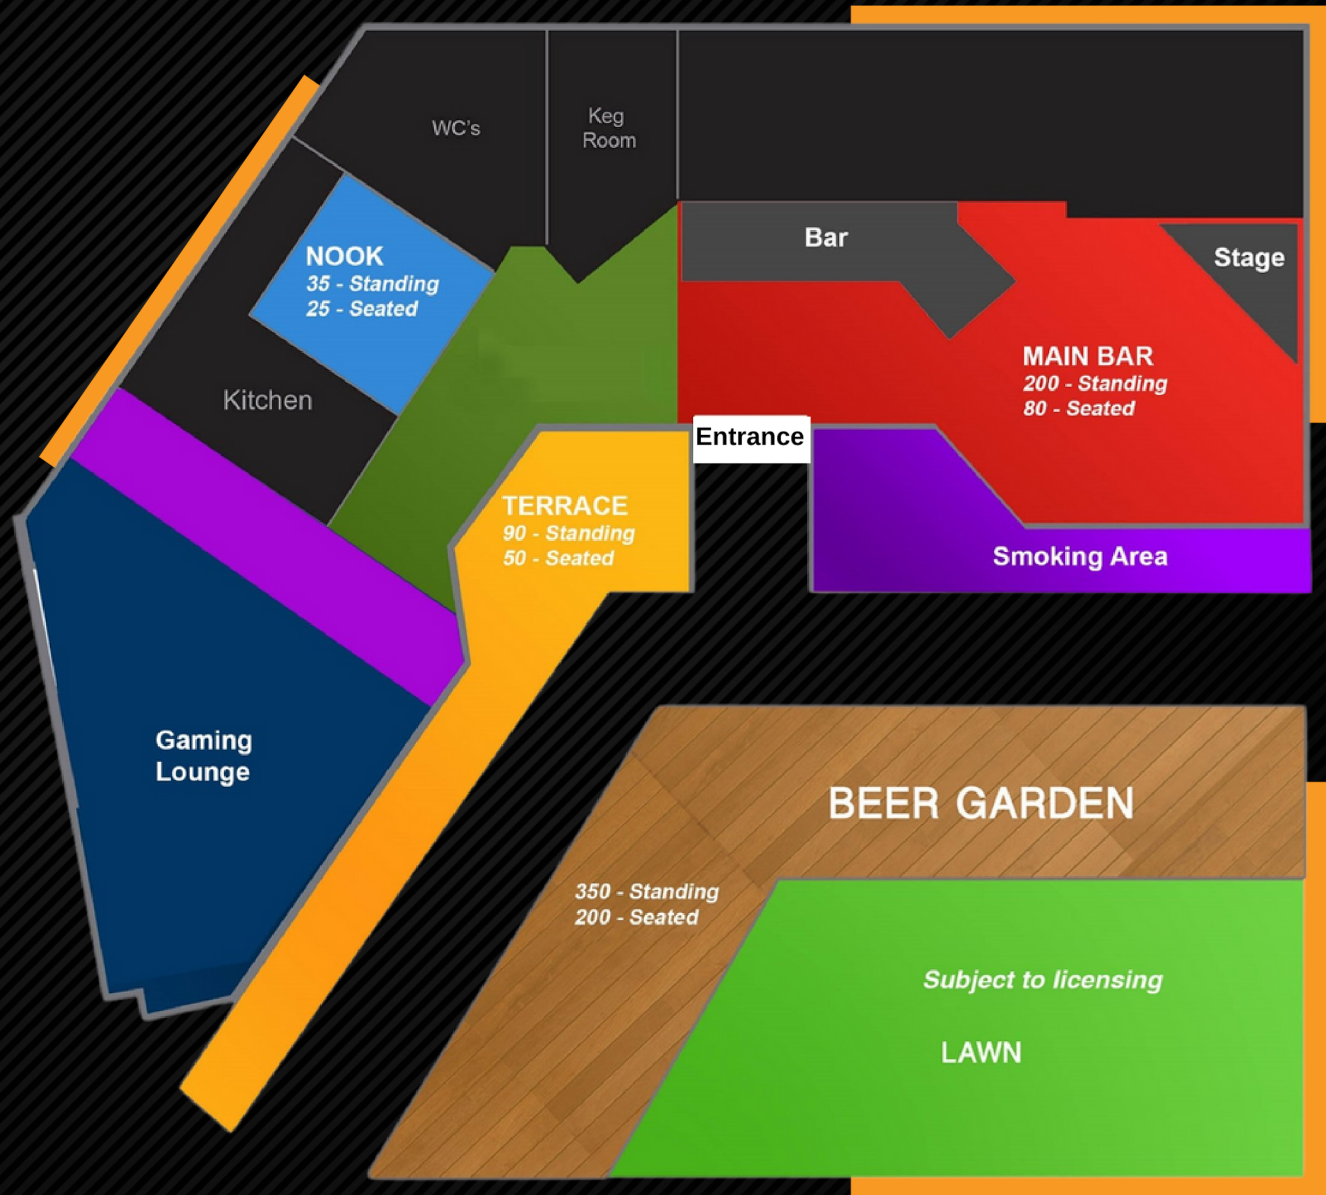 WC's
Keg
Room
Bar
Stage
NOOK
35 - Standing
25 - Seated
MAIN BAR
200 - Standing
80 - Seated
Kitchen
Entrance
TERRACE
90 - Standing
50 - Seated
Smoking Area
Gaming
Lounge
BEER GARDEN
350 - Standing
200 - Seated
Subject to licensing
LAWN